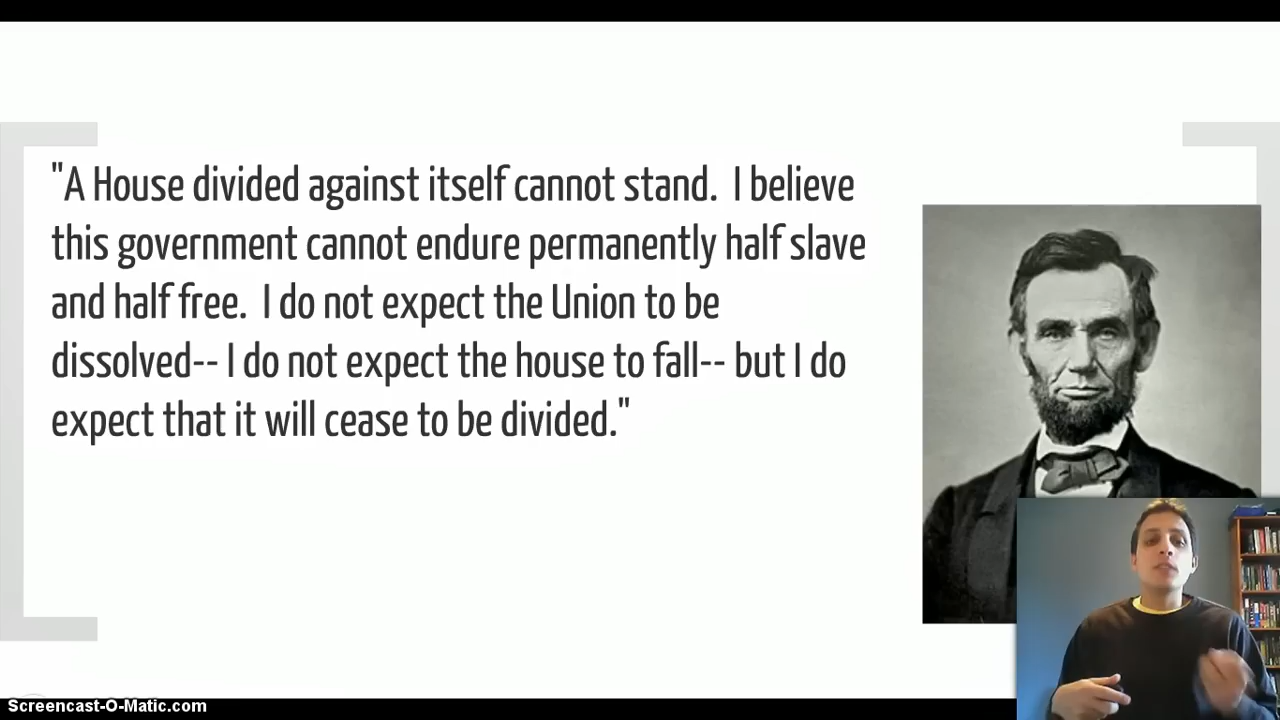 "A House divided against itself cannot stand.  I believe
this government cannot endure permanently half slave
and half free.  I do not expect the Union to be
dissolved-- I do not expect the house to fall-- but I do
expect that it will cease to be divided."
Screencast-O-Matic.com